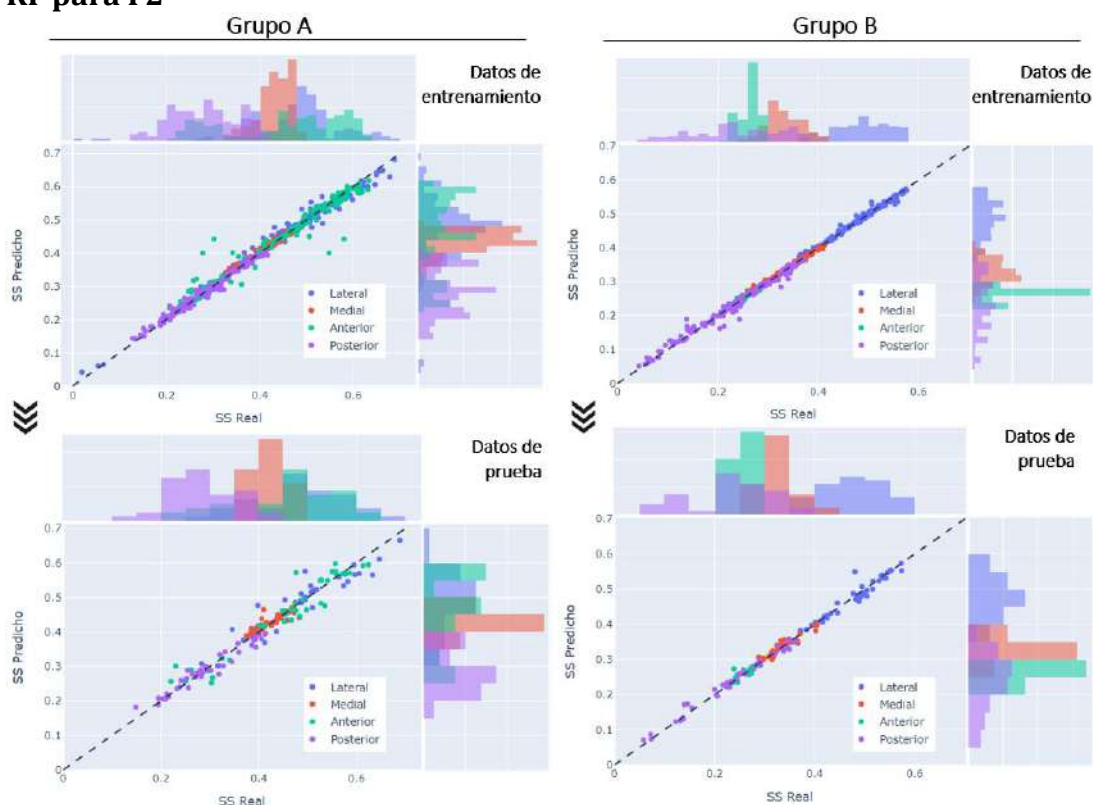 RF para F2
Grupo A
Grupo B
Datos de
entrenamiento
Datos de
entrenamiento
0.7
0.6
0.5
0.4
0.3
0.2
0.1
0
SS Predicho
Lateral
Medial
Anterior
Posterior
0
0.2
0.4
0.6
SS Real
0.7
0.6
0.5
0.4
0.3
0.2
0.1
0
SS Predicho
Lateral
Medial
Anterior
Posterior
0
0.2
0.4
0.6
SS Real
Datos de
prueba
Datos de
prueba
0.7
0.6
0.5
0.4
0.3
0.2
0.1
0
SS Predicho
Lateral
Medial
Anterior
Posterior
0
0.2
0.4
0.6
SS Real
0.7
0.6
0.5
0.4
0.3
0.2
0.1
0
SS Predicho
Lateral
Medial
Anterior
Posterior
0
0.2
0.4
0.6
SS Real